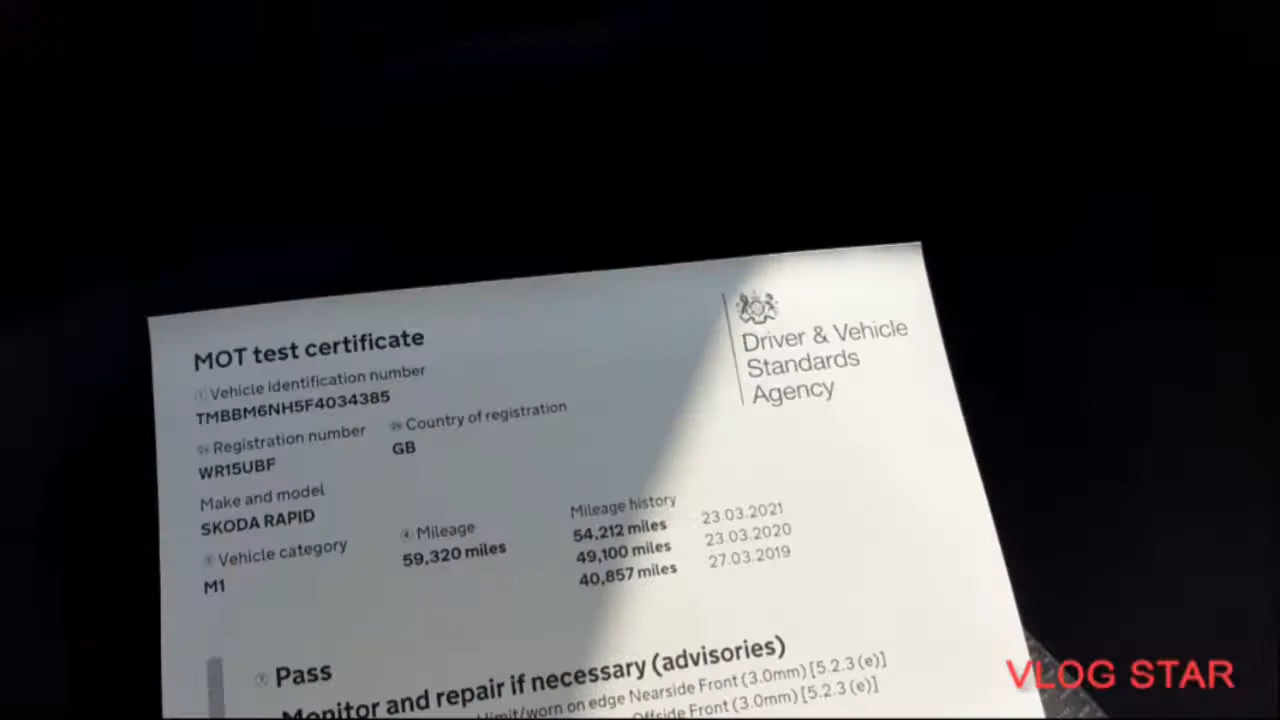 MOT test certificate
Vehicle identification number
TMBBM6NH5F4034385
Registration number
WR15UBF
Country of registration
GB
Make and model
SKODA RAPID
Vehicle category
M1
Mileage
59,320 miles
Mileage history
54,212 miles 23.03.2021
49,100 miles 23.03.2020
40,857 miles 27.03.2019
Driver & Vehicle
Standards
Agency
Pass
Monitor and repair if necessary (advisories)
limit/worn on edge Nearside Front (3.0mm) [5.2.3 (e)]
Offside Front (3.0mm) [5.2.3 (e)]
VLOG STAR